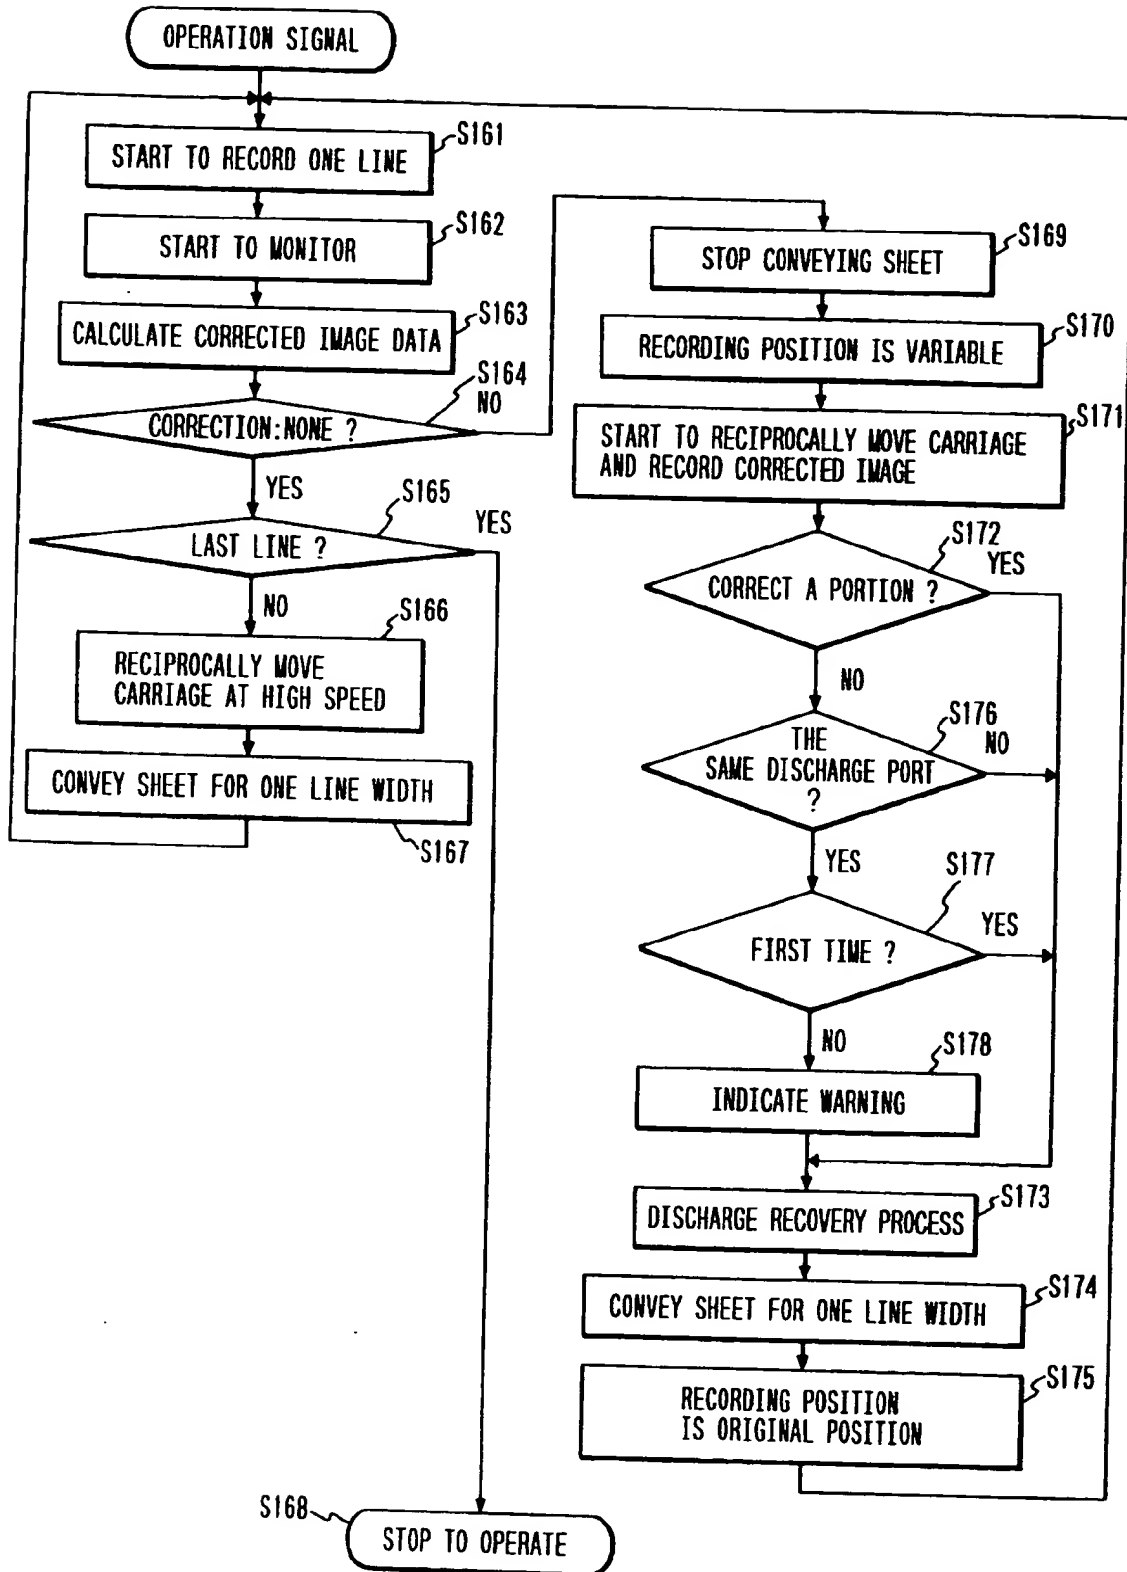 OPERATION SIGNAL
S161
START TO RECORD ONE LINE
S162
START TO MONITOR
S163
CALCULATE CORRECTED IMAGE DATA
S164
NO
CORRECTION:NONE ?
YES
S165
YES
LAST LINE ?
NO
S166
RECIPROCALLY MOVE
CARRIAGE AT HIGH SPEED
CONVEY SHEET FOR ONE LINE WIDTH
S167
S169
STOP CONVEYING SHEET
S170
RECORDING POSITION IS VARIABLE
S171
START TO RECIPROCALLY MOVE CARRIAGE
AND RECORD CORRECTED IMAGE
S172
YES
CORRECT A PORTION ?
NO
S176
NO
THE
SAME DISCHARGE PORT
?
YES
S177
YES
FIRST TIME ?
NO
S178
INDICATE WARNING
S173
DISCHARGE RECOVERY PROCESS
S174
CONVEY SHEET FOR ONE LINE WIDTH
S175
RECORDING POSITION
IS ORIGINAL POSITION
S168
STOP TO OPERATE